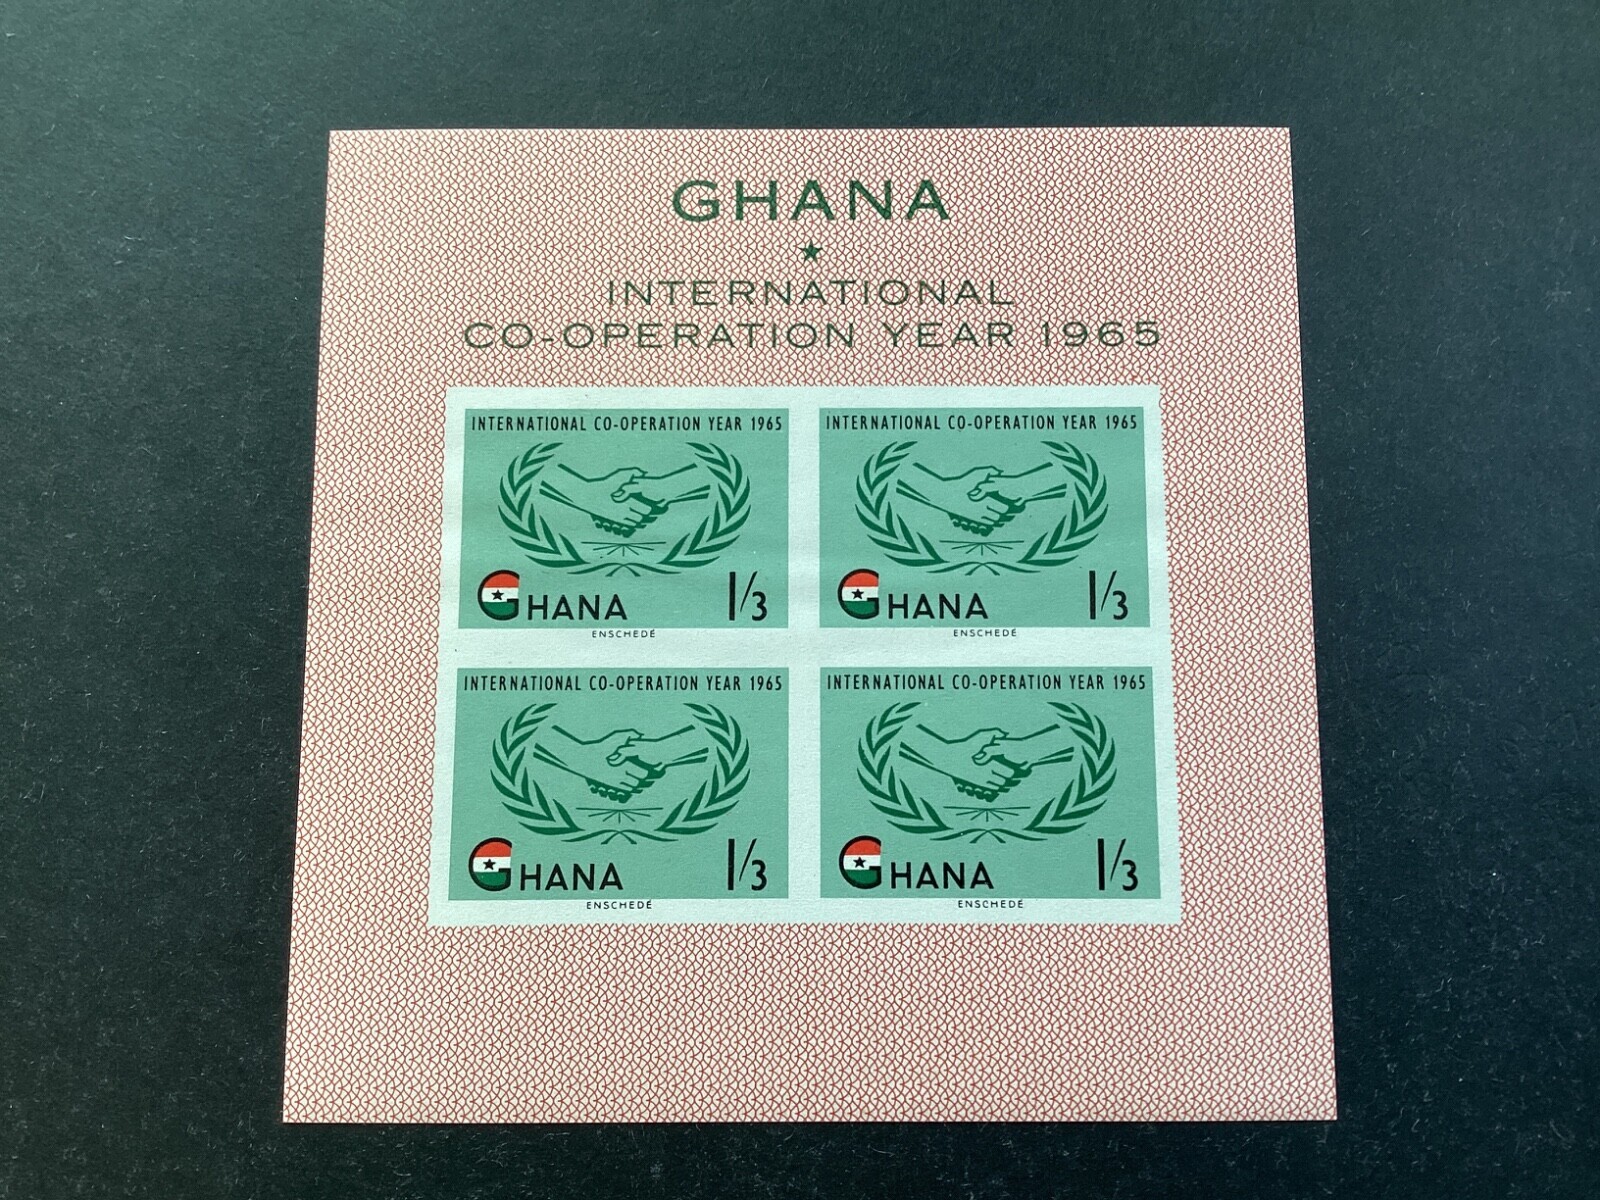 GHANA
INTERNATIONAL
CO-OPERATION YEAR 1965
INTERNATIONAL CO-OPERATION YEAR 1965
GHANA 1/3
ENSCHEDÉ
INTERNATIONAL CO-OPERATION YEAR 1965
GHANA 1/3
ENSCHEDÉ
INTERNATIONAL CO-OPERATION YEAR 1965
GHANA 1/3
ENSCHEDÉ
INTERNATIONAL CO-OPERATION YEAR 1965
GHANA 1/3
ENSCHEDÉ